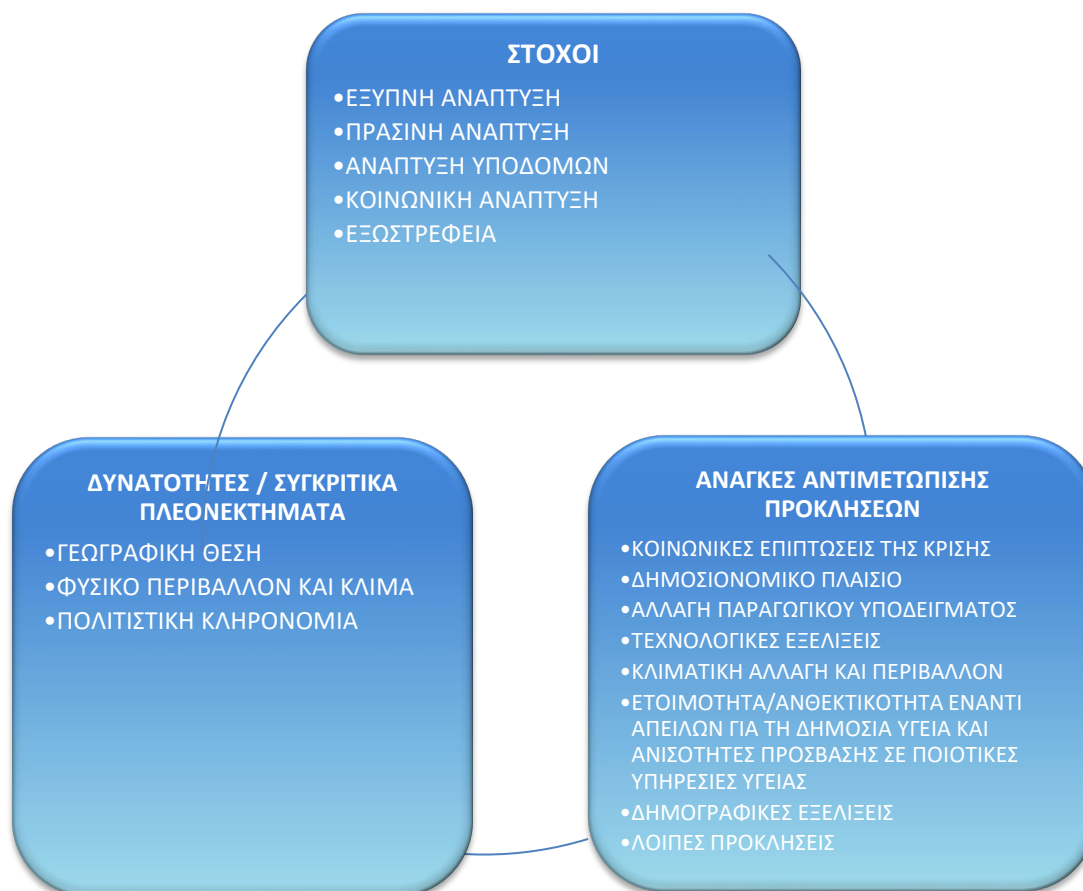 ΣΤΟΧΟΙ
•ΕΞΥΠΝΗ ΑΝΑΠΤΥΞΗ
•ΠΡΑΣΙΝΗ ΑΝΑΠΤΥΞΗ
•ΑΝΑΠΤΥΞΗ ΥΠΟΔΟΜΩΝ
•ΚΟΙΝΩΝΙΚΗ ΑΝΑΠΤΥΞΗ
•ΕΞΩΣΤΡΕΦΕΙΑ
ΔΥΝΑΤΟΤΗΤΕΣ / ΣΥΓΚΡΙΤΙΚΑ
ΠΛΕΟΝΕΚΤΗΜΑΤΑ
•ΓΕΩΓΡΑΦΙΚΗ ΘΕΣΗ
•ΦΥΣΙΚΟ ΠΕΡΙΒΑΛΛΟΝ ΚΑΙ ΚΛΙΜΑ
•ΠΟΛΙΤΙΣΤΙΚΗ ΚΛΗΡΟΝΟΜΙΑ
ΑΝΑΓΚΕΣ ΑΝΤΙΜΕΤΩΠΙΣΗΣ
ΠΡΟΚΛΗΣΕΩΝ
•ΚΟΙΝΩΝΙΚΕΣ ΕΠΙΠΤΩΣΕΙΣ ΤΗΣ ΚΡΙΣΗΣ
•ΔΗΜΟΣΙΟΝΟΜΙΚΟ ΠΛΑΙΣΙΟ
•ΑΛΛΑΓΗ ΠΑΡΑΓΩΓΙΚΟΥ ΥΠΟΔΕΙΓΜΑΤΟΣ
•ΤΕΧΝΟΛΟΓΙΚΕΣ ΕΞΕΛΙΞΕΙΣ
•ΚΛΙΜΑΤΙΚΗ ΑΛΛΑΓΗ ΚΑΙ ΠΕΡΙΒΑΛΛΟΝ
•ΕΤΟΙΜΟΤΗΤΑ/ΑΝΘΕΚΤΙΚΟΤΗΤΑ ΕΝΑΝΤΙ
ΑΠΕΙΛΩΝ ΓΙΑ ΤΗ ΔΗΜΟΣΙΑ ΥΓΕΙΑ ΚΑΙ
ΑΝΙΣΟΤΗΤΕΣ ΠΡΟΣΒΑΣΗΣ ΣΕ ΠΟΙΟΤΙΚΕΣ
ΥΠΗΡΕΣΙΕΣ ΥΓΕΙΑΣ
•ΔΗΜΟΓΡΑΦΙΚΕΣ ΕΞΕΛΙΞΕΙΣ
•ΛΟΙΠΕΣ ΠΡΟΚΛΗΣΕΙΣ